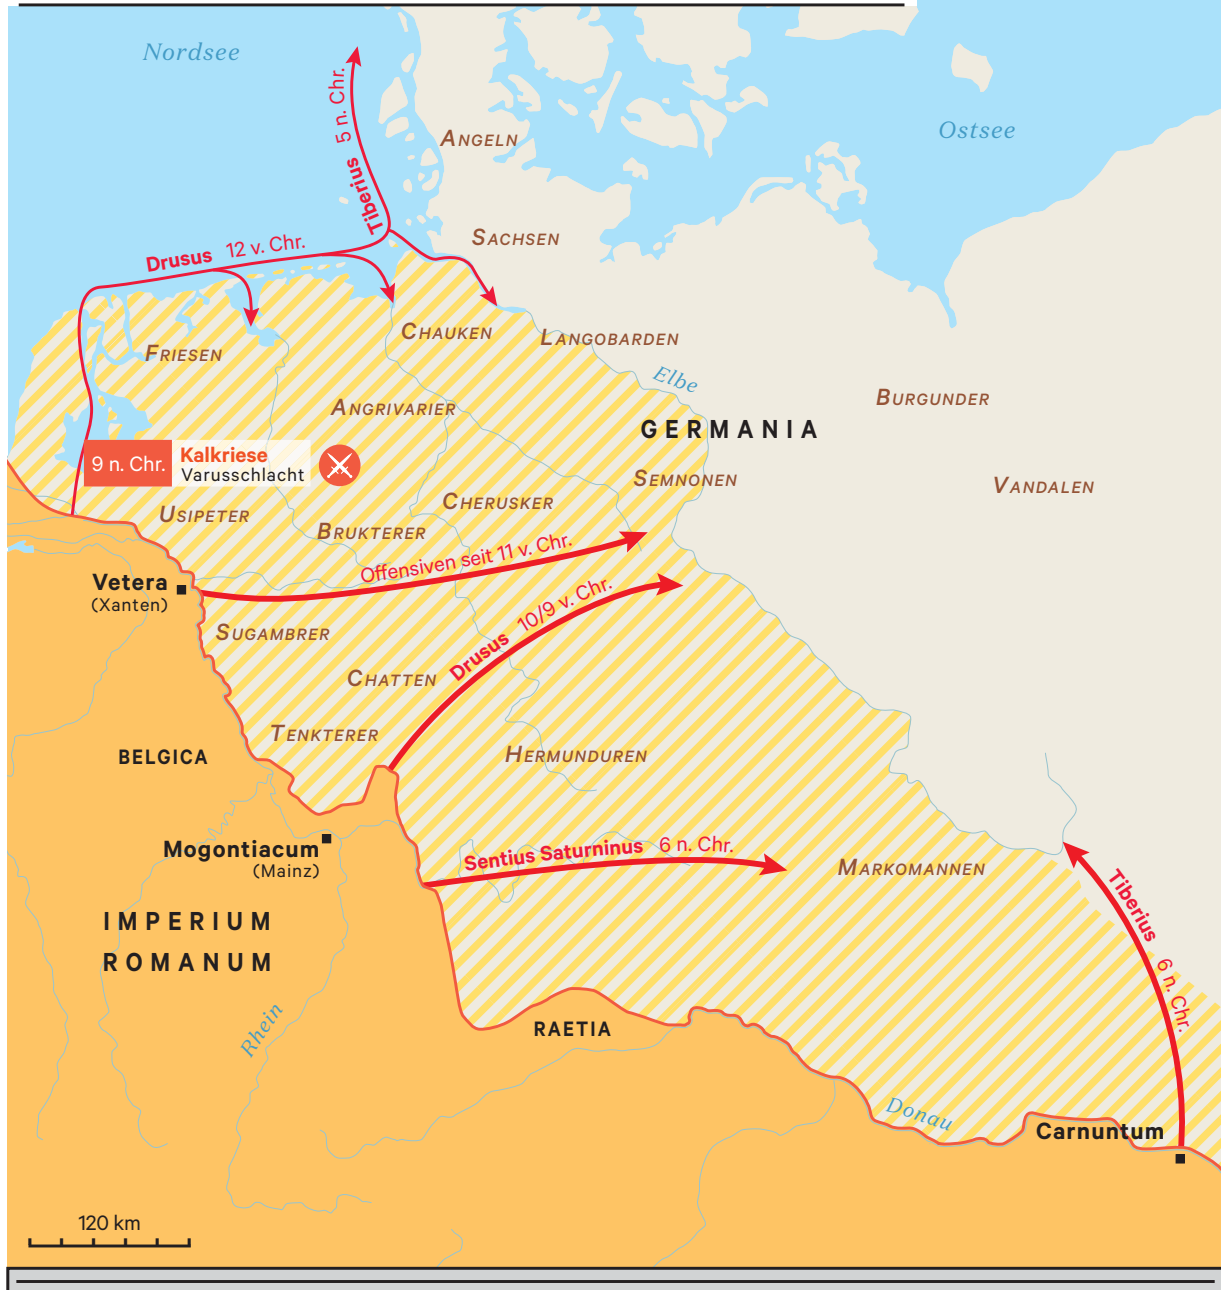 Nordsee
Ostsee
Tiberius 5 n. Chr.
ANGELN
SACHSEN
Drusus 12 v. Chr.
CHAUKEN
LANGOBARDEN
FRIESEN
Elbe
BURGUNDER
ANGRIVARIER
GERMANIA
9 n. Chr.
Kalkriese
Varusschlacht
SEMNONEN
VANDALEN
CHERUSKER
USIPETER
BRUKTERER
Offensiven seit 11 v. Chr.
Vetera
(Xanten)
Drusus 10/9 v. Chr.
SUGAMBRER
CHATTEN
TENKTERER
BELGICA
HERMUNDUREN
Mogontiacum
(Mainz)
Sentius Saturninus 6 n. Chr.
MARKOMANNEN
Tiberius 6 n. Chr.
IMPERIUM
ROMANUM
Rhein
RAETIA
Donau
Carnuntum
120 km